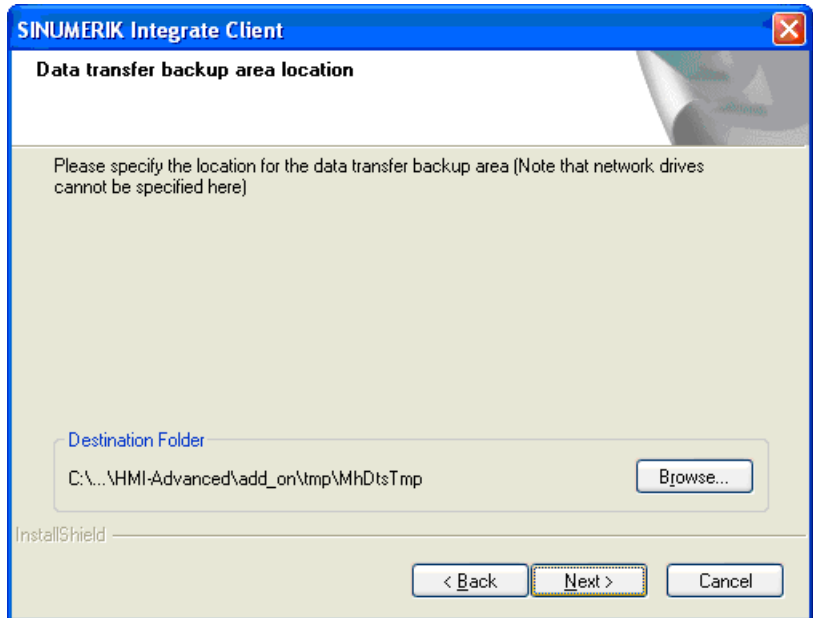 SINUMERIK Integrate Client
Data transfer backup area location
Please specify the location for the data transfer backup area (Note that network drives
cannot be specified here)
Destination Folder
C:\...\HMI-Advanced\add_on\tmp\MhDtsTmp
Browse...
InstallShield
< Back
Next >
Cancel